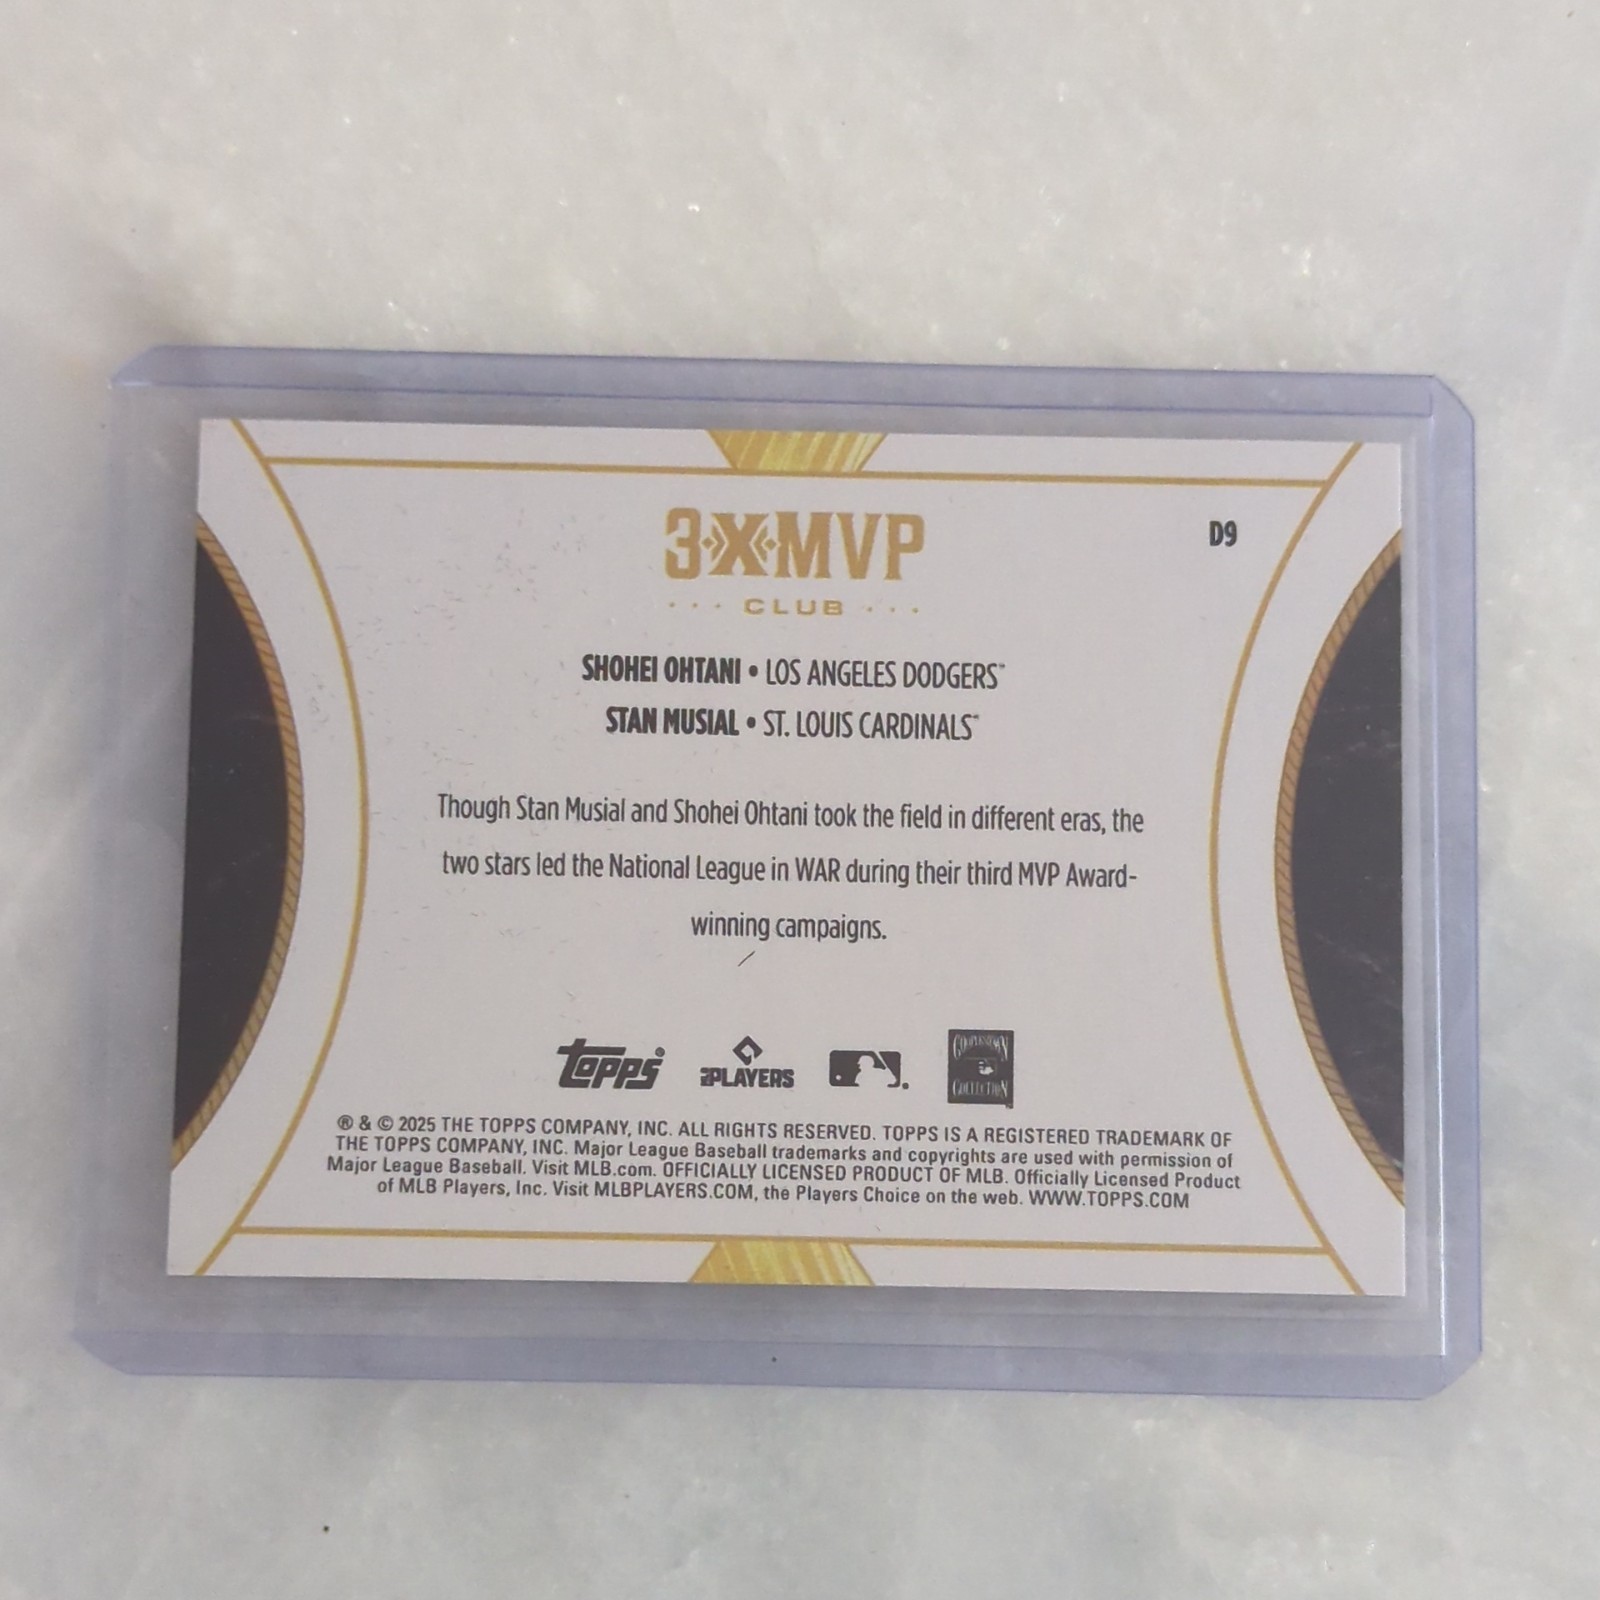 3XMVP
D9
CLUB
SHOHEI OHTANI • LOS ANGELES DODGERS™
STAN MUSIAL • ST. LOUIS CARDINALS™
Though Stan Musial and Shohei Ohtani took the field in different eras, the
two stars led the National League in WAR during their third MVP Award-
winning campaigns.
topps PLAYERS COOPERSTOWN
COLLECTION
® & © 2025 THE TOPPS COMPANY, INC. ALL RIGHTS RESERVED. TOPPS IS A REGISTERED TRADEMARK OF
THE TOPPS COMPANY, INC. Major League Baseball trademarks and copyrights are used with permission of
Major League Baseball. Visit MLB.com. OFFICIALLY LICENSED PRODUCT OF MLB. Officially Licensed Product
of MLB Players, Inc. Visit MLBPLAYERS.COM, the Players Choice on the web. WWW.TOPPS.COM